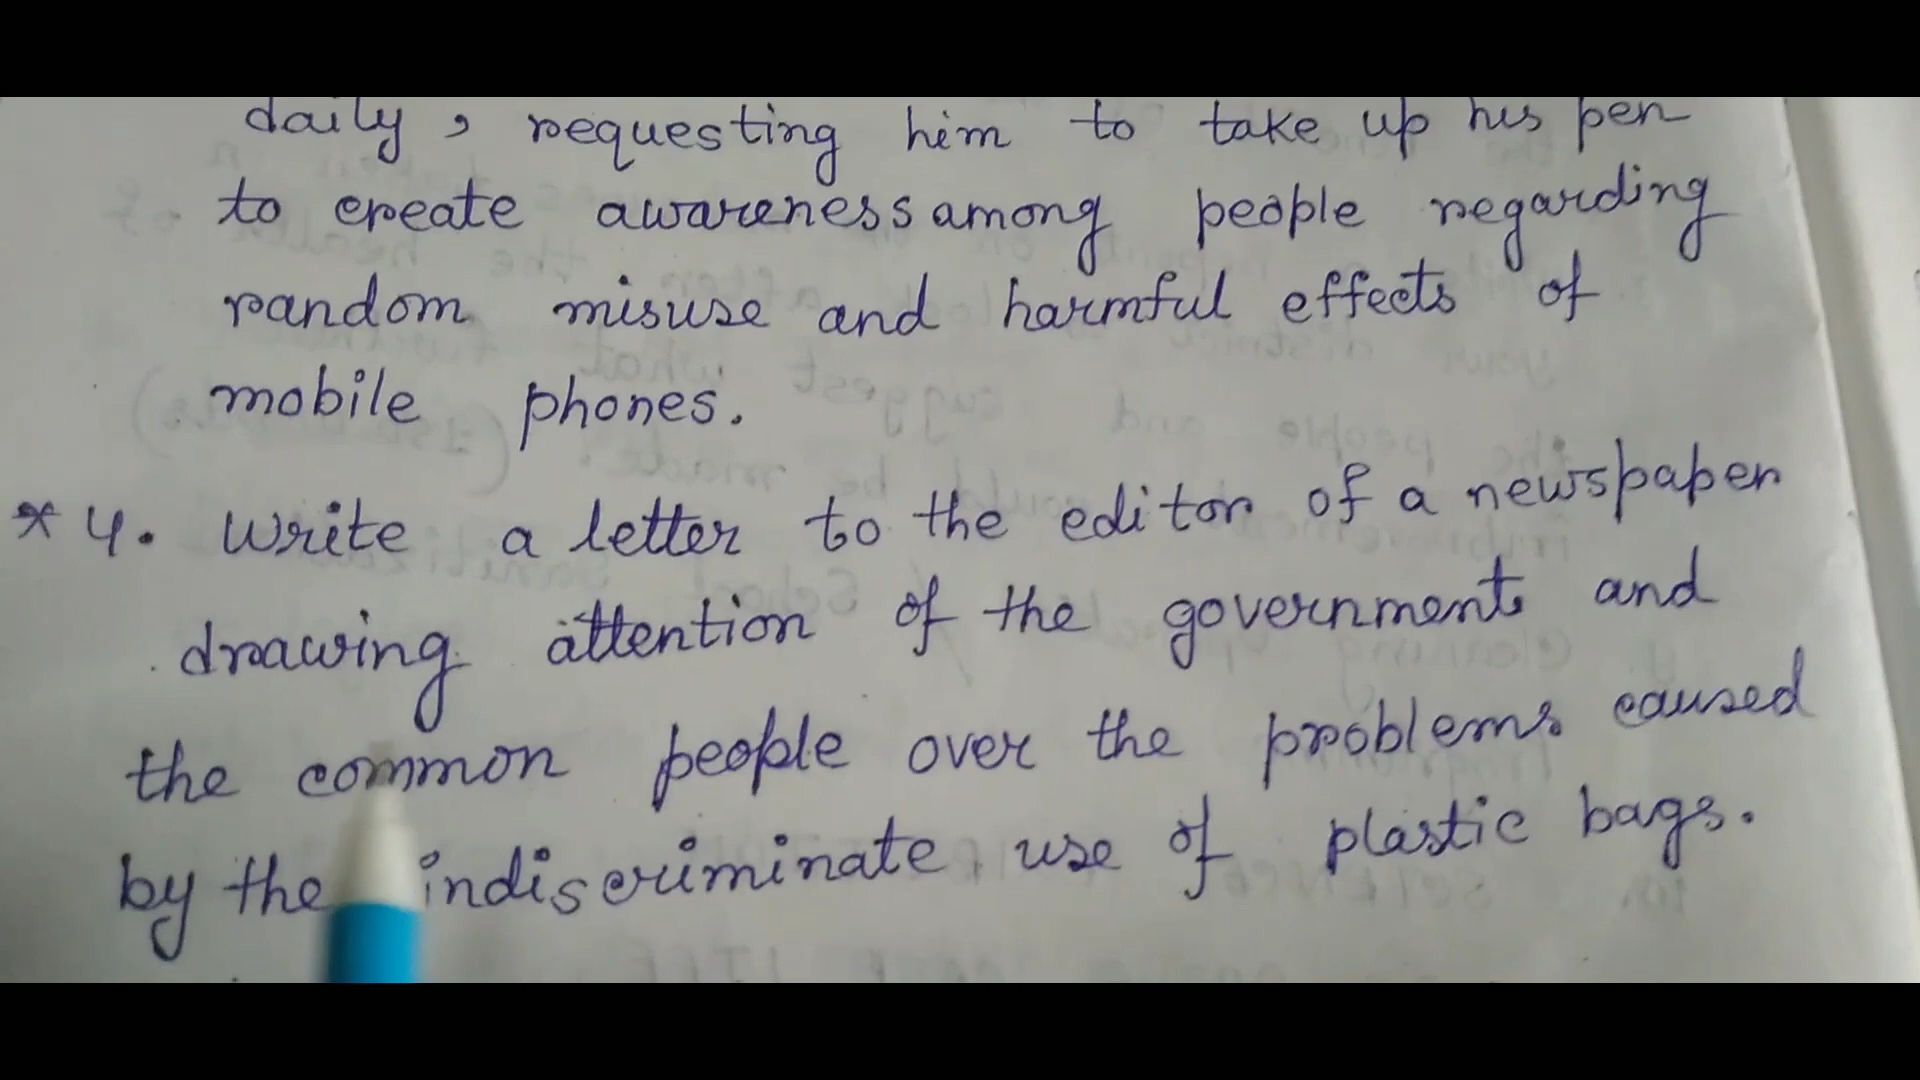 daily, requesting him to take up his pen
to create awareness among people regarding
random misuse and harmful effects of
mobile phones.
* 4. Write a letter to the editor of a newspaper
drawing attention of the government and
the common people over the problems caused
by the indiscriminate use of plastic bags.